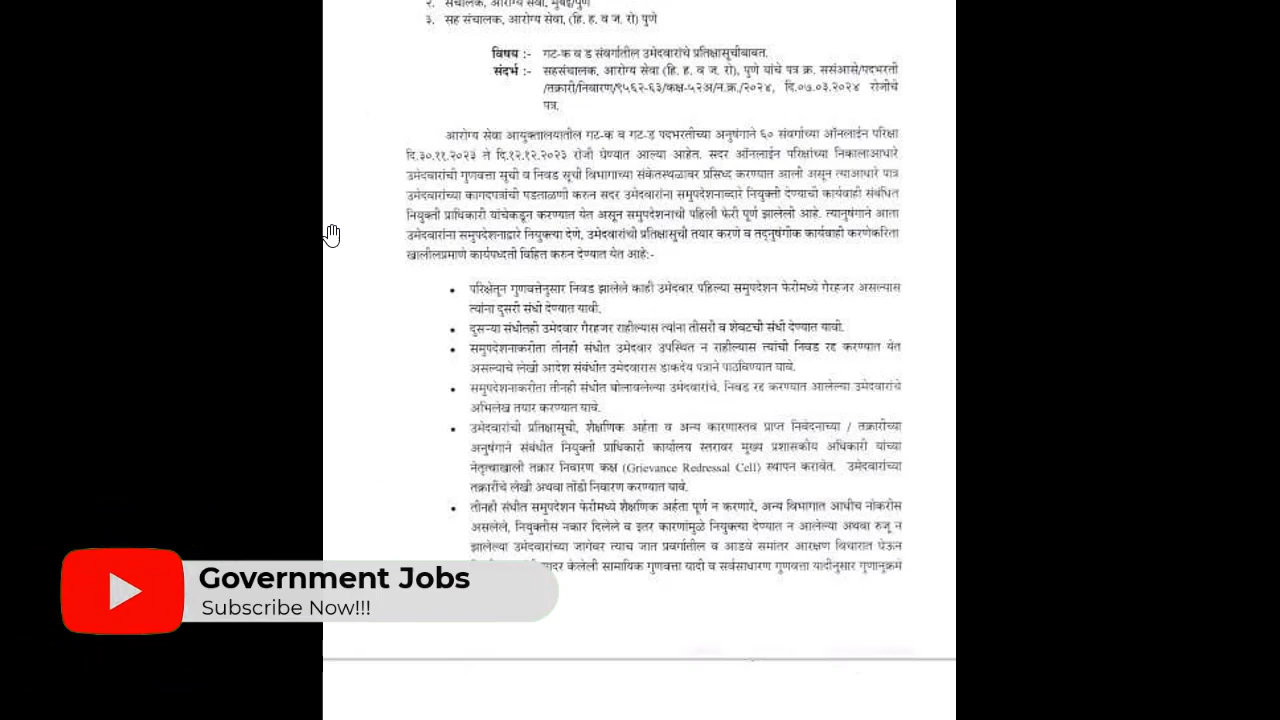 २. संचालक, आरोग्य सेवा, मुंबई/पुणे
३. सह संचालक, आरोग्य सेवा, (हि. ह. व ज. रो) पुणे
विषय :- गट-क व ड संवर्गातील उमेदवारांचे प्रतिक्षासूचीबाबत.
संदर्भ :- सहसंचालक, आरोग्य सेवा (हि. ह. व ज. रो), पुणे यांचे पत्र क्र. ससंआसे/पदभरती
/तक्रारी/निवारण/९५६२-६३/कक्ष-५२अ/न.क्र./२०२४, दि.०७.०३.२०२४ रोजीचे
पत्र.
आरोग्य सेवा आयुक्तालयातील गट-क व गट-ड पदभरतीच्या अनुषंगाने ६० संवर्गाच्या ऑनलाईन परिक्षा
दि.३०.११.२०२३ ते दि.१२.१२.२०२३ रोजी घेण्यात आल्या आहेत. सदर ऑनलाईन परिक्षांच्या निकालाआधारे
उमेदवारांची गुणवत्ता सूची व निवड सूची विभागाच्या संकेतस्थळावर प्रसिध्द करण्यात आली असून त्याआधारे पात्र
उमेदवारांच्या कागदपत्रांची पडताळणी करुन सदर उमेदवारांना समुपदेशनाव्दारे नियुक्ती देण्याची कार्यवाही संबंधित
नियुक्ती प्राधिकारी यांचेकडून करण्यात येत असून समुपदेशनाची पहिली फेरी पूर्ण झालेली आहे. त्यानुषंगाने आता
उमेदवारांना समुपदेशनाद्वारे नियुक्त्या देणे, उमेदवारांची प्रतिक्षासुची तयार करणे व तद्नुषंगीक कार्यवाही करणेकरिता
खालीलप्रमाणे कार्यपध्दती विहित करुन देण्यात येत आहे:-
• परिक्षेतून गुणवत्तेनुसार निवड झालेले काही उमेदवार पहिल्या समुपदेशन फेरीमध्ये गैरहजर असल्यास
त्यांना दुसरी संधी देण्यात यावी.
• दुसऱ्या संधीतही उमेदवार गैरहजर राहील्यास त्यांना तीसरी व शेवटची संधी देण्यात यावी.
• समुपदेशनाकरीता तीनही संधीत उमेदवार उपस्थित न राहील्यास त्यांची निवड रद्द करण्यात येत
असल्याचे लेखी आदेश संबंधीत उमेदवारास डाकदेय पत्राने पाठविण्यात यावे.
• समुपदेशनाकरीता तीनही संधीत बोलावलेल्या उमेदवारांचे, निवड रद्द करण्यात आलेल्या उमेदवारांचे
अभिलेख तयार करण्यात यावे.
• उमेदवारांची प्रतिक्षासूची, शैक्षणिक अर्हता व अन्य कारणास्तव प्राप्त निवेदनाच्या / तक्रारीच्या
अनुषंगाने संबंधीत नियुक्ती प्राधिकारी कार्यालय स्तरावर मुख्य प्रशासकीय अधिकारी यांच्या
नेतृत्वाखाली तक्रार निवारण कक्ष (Grievance Redressal Cell) स्थापन करावेत. उमेदवारांच्या
तक्रारींचे लेखी अथवा तोंडी निवारण करण्यात यावे.
• तीनही संधीत समुपदेशन फेरीमध्ये शैक्षणिक अर्हता पूर्ण न करणारे, अन्य विभागात आधीच नोकरीस
असलेले, नियुक्तीस नकार दिलेले व इतर कारणांमुळे नियुक्त्या देण्यात न आलेल्या अथवा रुजू न
झालेल्या उमेदवारांच्या जागेवर त्याच जात प्रवर्गातील व आडवे समांतर आरक्षण विचारात घेऊन
केलेली सामायिक गुणवत्ता यादी व सर्वसाधारण गुणवत्ता यादीनुसार गुणानुक्रमे
Government Jobs
Subscribe Now!!!